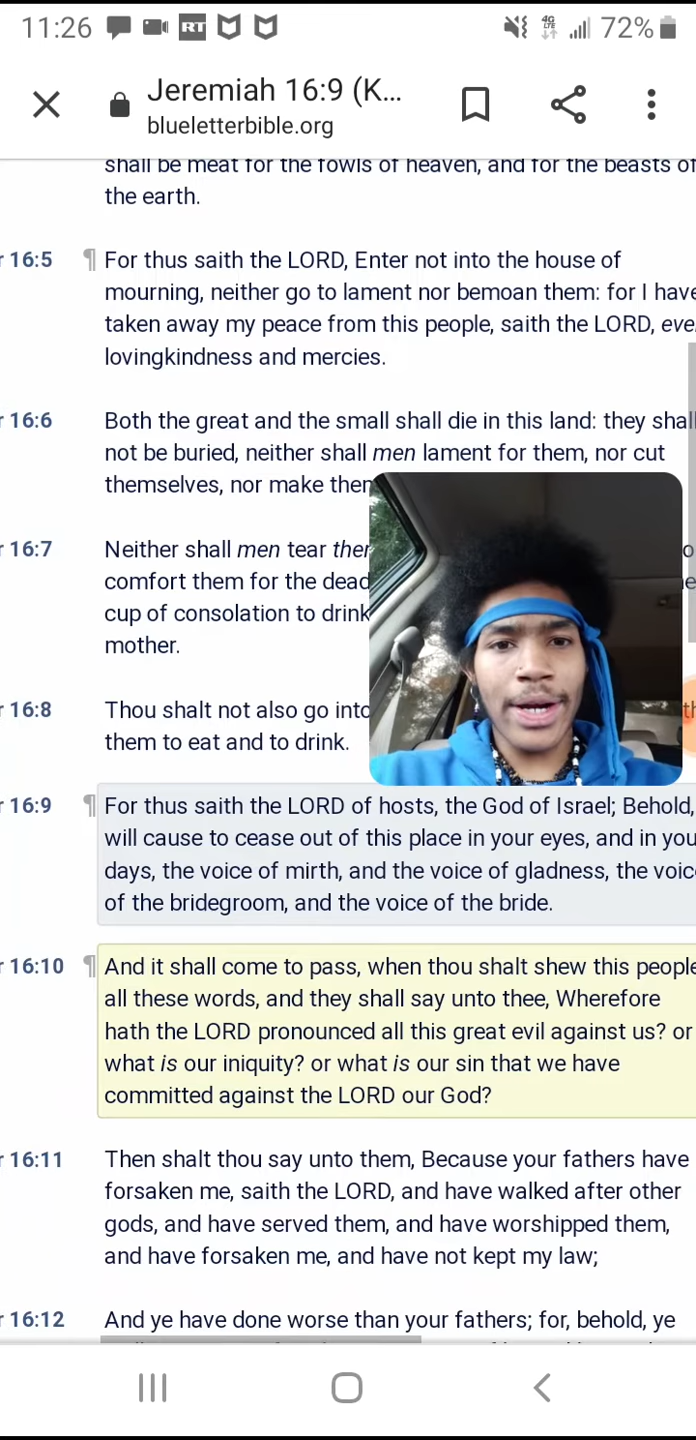 11:26 RT 4G LTE 72%
Jeremiah 16:9 (K...
blueletterbible.org
shall be meat for the fowls of heaven, and for the beasts of
the earth.
r 16:5 ¶ For thus saith the LORD, Enter not into the house of
mourning, neither go to lament nor bemoan them: for I have
taken away my peace from this people, saith the LORD, eve
lovingkindness and mercies.
r 16:6 Both the great and the small shall die in this land: they shall
not be buried, neither shall men lament for them, nor cut
themselves, nor make them
r 16:7 Neither shall men tear
comfort them for the dead
cup of consolation to drink
mother.
r 16:8 Thou shalt not also go into
them to eat and to drink.
r 16:9 ¶ For thus saith the LORD of hosts, the God of Israel; Behold,
will cause to cease out of this place in your eyes, and in you
days, the voice of mirth, and the voice of gladness, the voic
of the bridegroom, and the voice of the bride.
r 16:10 ¶ And it shall come to pass, when thou shalt shew this people
all these words, and they shall say unto thee, Wherefore
hath the LORD pronounced all this great evil against us? or
what is our iniquity? or what is our sin that we have
committed against the LORD our God?
r 16:11 Then shalt thou say unto them, Because your fathers have
forsaken me, saith the LORD, and have walked after other
gods, and have served them, and have worshipped them,
and have forsaken me, and have not kept my law;
r 16:12 And ye have done worse than your fathers; for, behold, ye